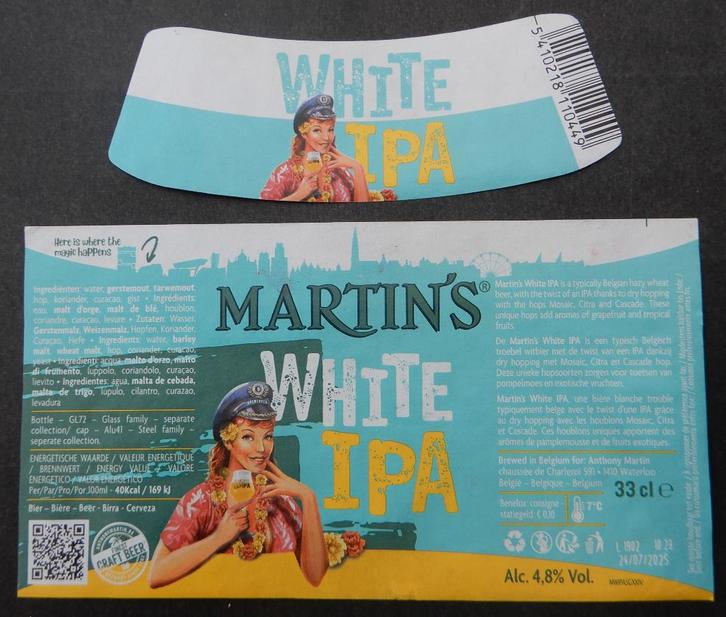 WHITE
IPA
5 410218 110449
Here is where the
magic happens
MARTIN'S®
WHITE
IPA
Ingrediënten: water, gerstemout, tarwemout,
hop, koriander, curacao, gist • Ingrédients:
eau, malt d'orge, malt de blé, houblon,
coriandre, curacao, levure • Zutaten: Wasser,
Gerstenmalz, Weizenmalz, Hopfen, Koriander,
Curacao, Hefe • Ingredients: water, barley
malt, wheat malt, hop, coriander, curacao,
yeast • Ingredienti: acqua, malto d'orzo, malto
di frumento, luppolo, coriandolo, curaçao,
lievito • Ingredientes: agua, malta de cebada,
malta de trigo, lupulo, cilantro, curazao,
levadura
Bottle – GL72 – Glass family – separate
collection/ cap – Alu41 – Steel family –
seperate collection.
ENERGETISCHE WAARDE / VALEUR ENERGETIQUE
/ BRENNWERT / ENERGY VALUE / VALORE
ENERGETICO / VALOR ENERGETICO
Per/Par/Pro/Por 100ml - 40Kcal / 169 kJ
Bier – Bière – Beer - Birra - Cerveza
FINEST
CRAFT BEER
Martin's White IPA is a typically Belgian hazy wheat
beer, with the twist of an IPA thanks to dry hopping
with the hops Mosaic, Citra and Cascade. These
unique hops add aromas of grapefruit and tropical
fruits.
De Martin's White IPA is een typisch Belgisch
troebel witbier met de twist van een IPA dankzij
dry hopping met Mosaic, Citra en Cascade hop.
Deze unieke hopsoorten zorgen voor toetsen van
pompelmoes en exotische vruchten.
Martin's White IPA, une bière blanche trouble
typiquement belge avec le twist d'une IPA grâce
au dry hopping avec les houblons Mosaic, Citra
et Cascade. Ces houblons uniques apportent des
arômes de pamplemousse et de fruits exotiques.
Brewed in Belgium for: Anthony Martin
chaussée de Charleroi 591 • 1410 Waterloo
België – Belgique – Belgium
33 cl e
Benelux: consigne
statiegeld: € 0,10
7°C
L 1902 10:23
24/07/2025
Alc. 4,8% Vol.